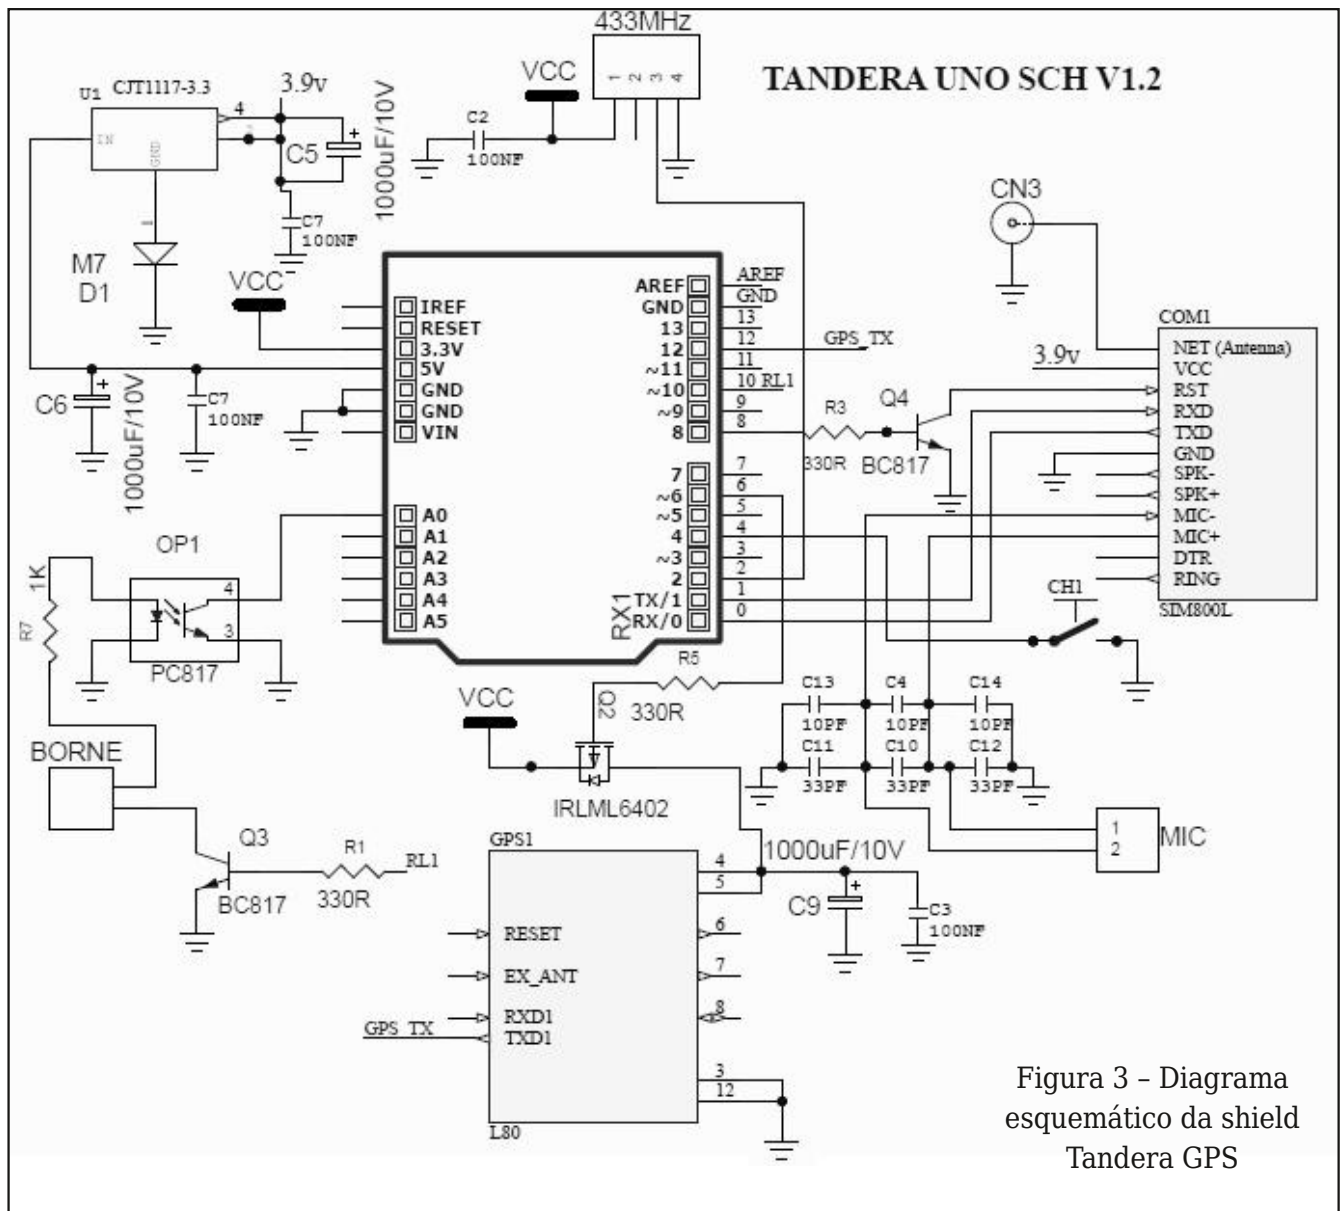 433MHz
1
2
3
4
VCC
TANDERA UNO SCH V1.2
U1
CJT1117-3.3
3.9v
4
IN
GND
1
+
C5
1000uF/10V
C7
100NF
C2
100NF
M7
D1
VCC
CN3
IREF
RESET
3.3V
5V
GND
GND
VIN
A0
A1
A2
A3
A4
A5
AREF
GND
13
12
~11
~10
~9
8
7
~6
~5
4
~3
2
TX/1
RX/0
RX1
AREF
GND
13
12
11
10 RL1
9
8
7
6
5
4
3
2
1
0
GPS_TX
R3
330R
Q4
BC817
COM1
3.9v
NET (Antenna)
VCC
RST
RXD
TXD
GND
SPK-
SPK+
MIC-
MIC+
DTR
RING
SIM800L
CH1
C6
+
1000uF/10V
C7
100NF
OP1
1K
R7
4
3
PC817
BORNE
Q3
BC817
R1
330R
RL1
VCC
Q2
R5
330R
IRLML6402
C13
10PF
C4
10PF
C14
10PF
C11
33PF
C10
33PF
C12
33PF
1
2
MIC
GPS1
4
5
6
7
8
3
12
RESET
EX_ANT
RXD1
TXD1
GPS_TX
L80
1000uF/10V
C9
+
C3
100NF
Figura 3 – Diagrama
esquemático da shield
Tandera GPS